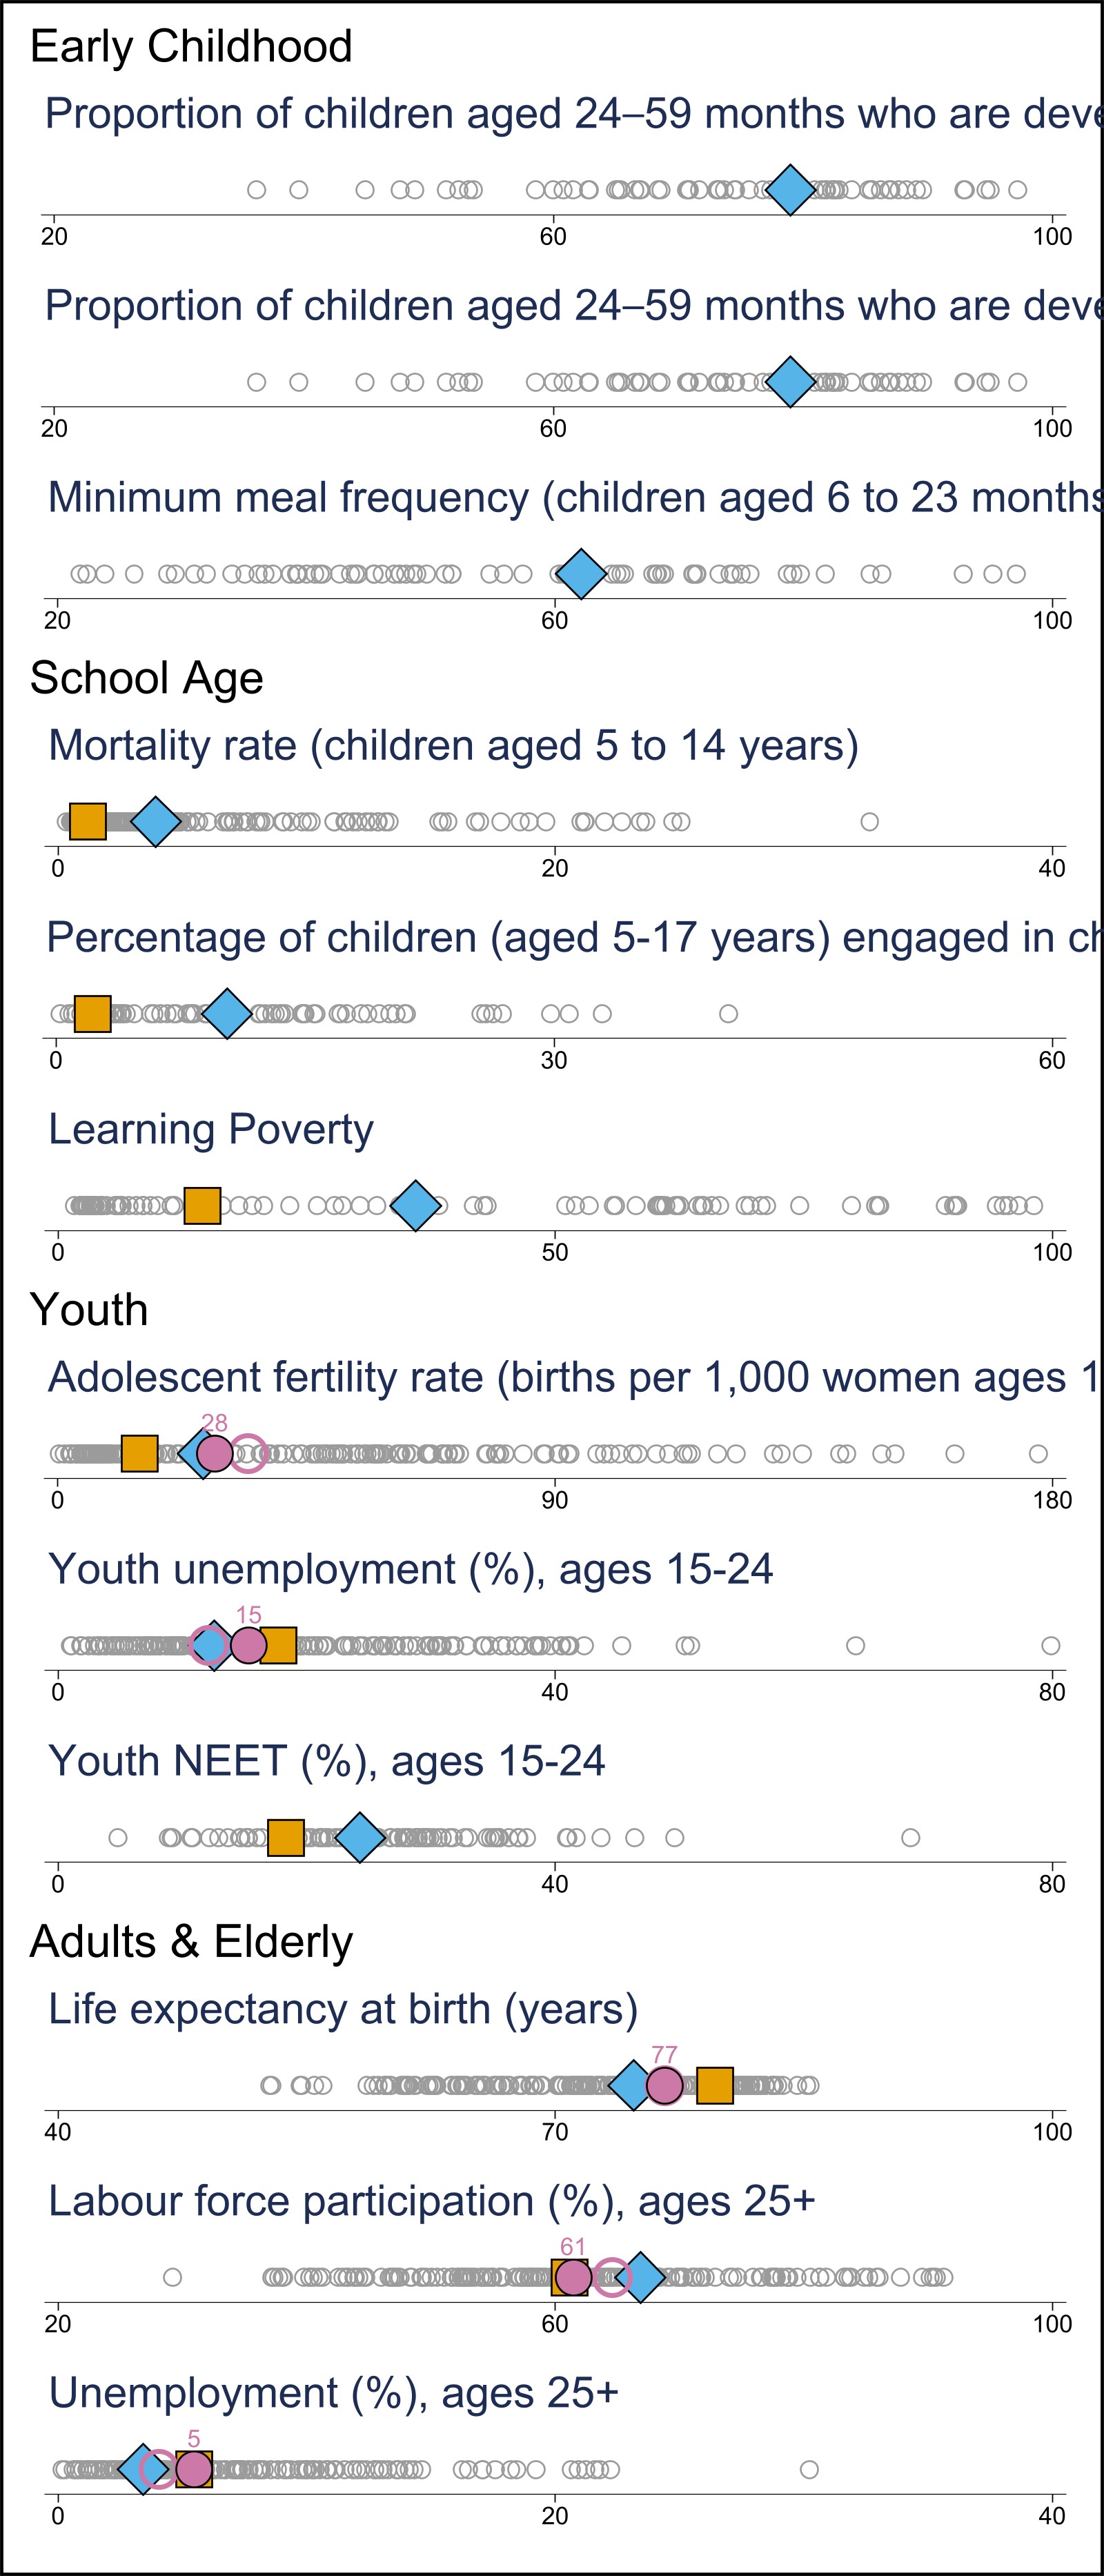 Early Childhood
Proportion of children aged 24–59 months who are deve
20 60 100
Proportion of children aged 24–59 months who are deve
20 60 100
Minimum meal frequency (children aged 6 to 23 months
20 60 100
School Age
Mortality rate (children aged 5 to 14 years)
0 20 40
Percentage of children (aged 5-17 years) engaged in ch
0 30 60
Learning Poverty
0 50 100
Youth
Adolescent fertility rate (births per 1,000 women ages 1
28
0 90 180
Youth unemployment (%), ages 15-24
15
0 40 80
Youth NEET (%), ages 15-24
0 40 80
Adults & Elderly
Life expectancy at birth (years)
77
40 70 100
Labour force participation (%), ages 25+
61
20 60 100
Unemployment (%), ages 25+
5
0 20 40